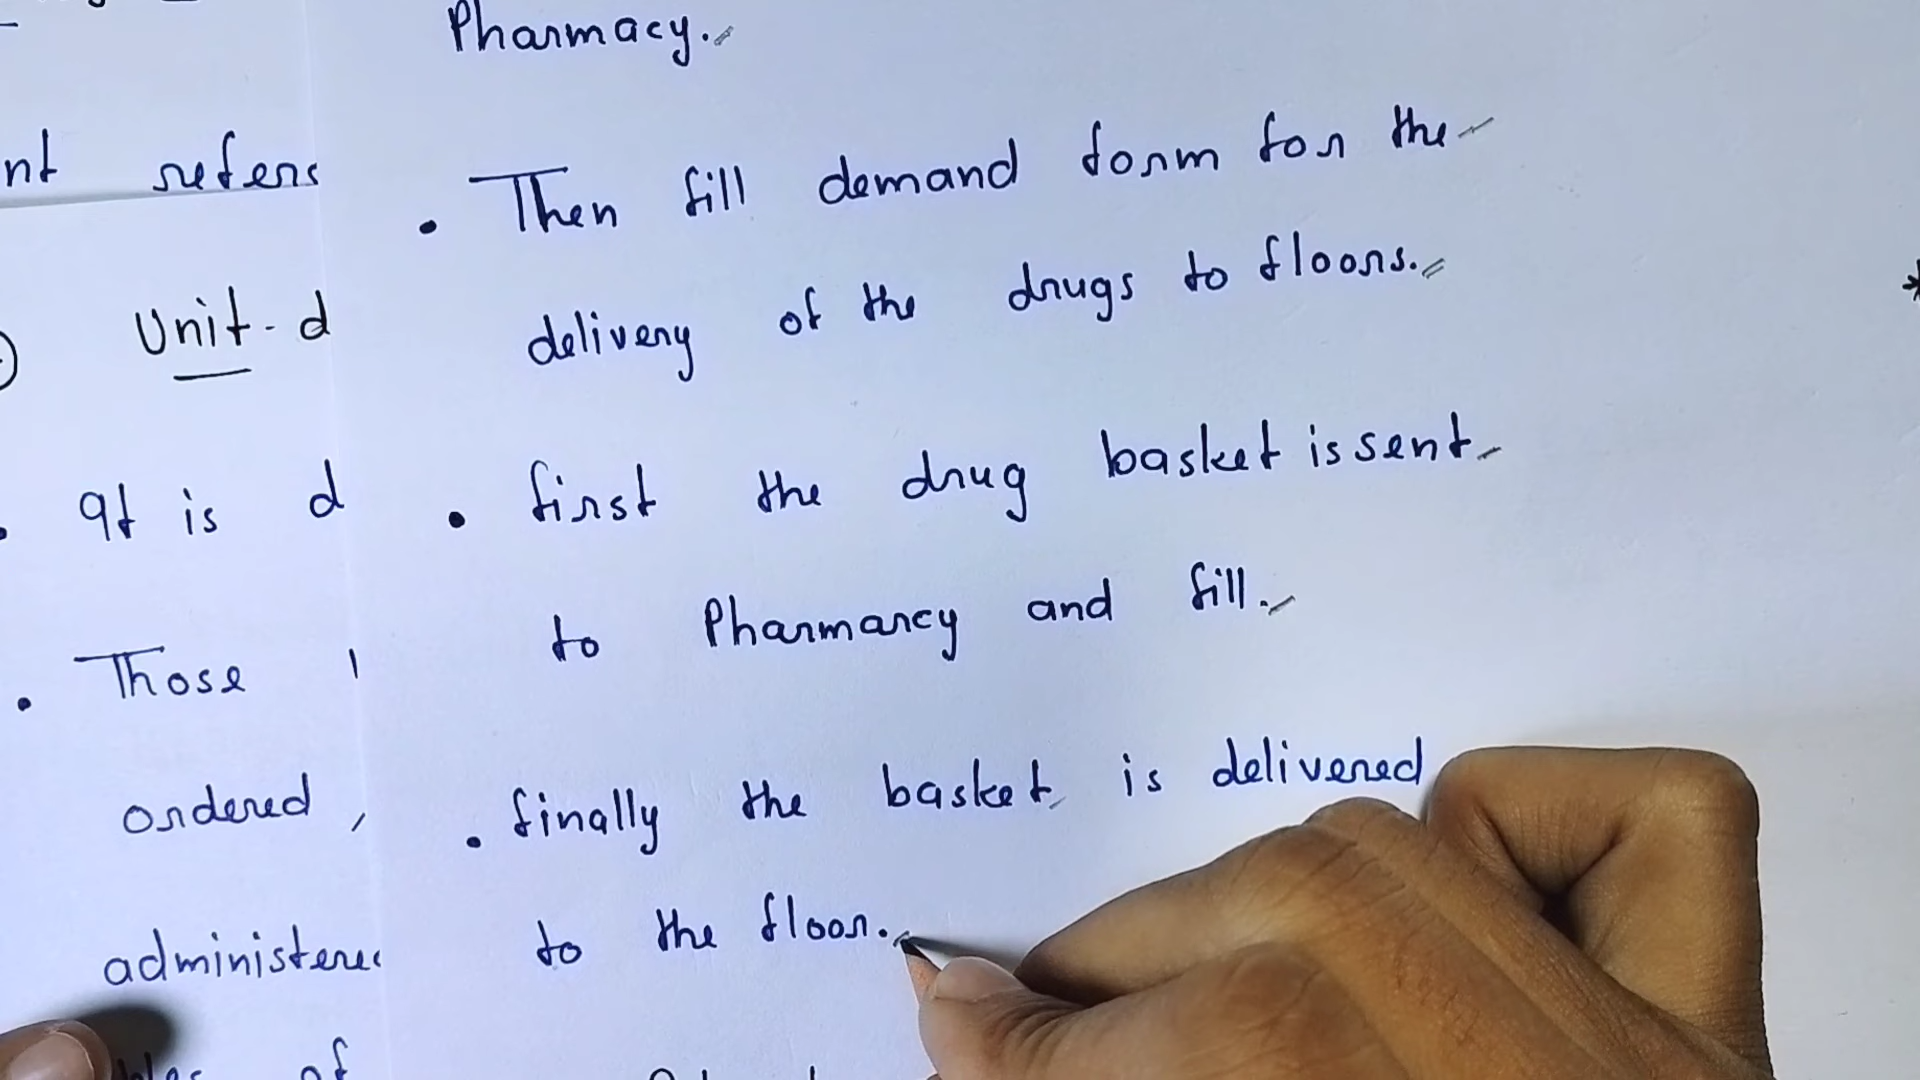 Pharmacy.
• Then fill demand form for the
delivery of the drugs to floors.
• first the drug basket is sent
to Pharmarcy and fill.
• finally the basket is delivered
to the floor.
nt refers
Unit-d
• It is d
• Those
ordered,
administered
of